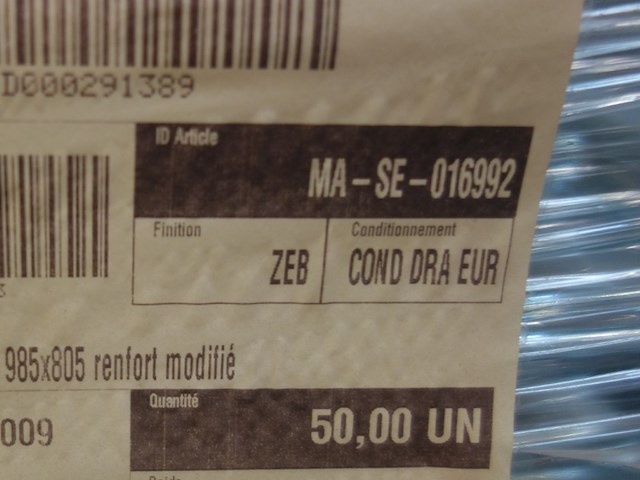 D000291389
ID Article
MA-SE-016992
Finition
ZEB
Conditionnement
COND DRA EUR
985x805 renfort modifié
Quantité
009
50,00 UN